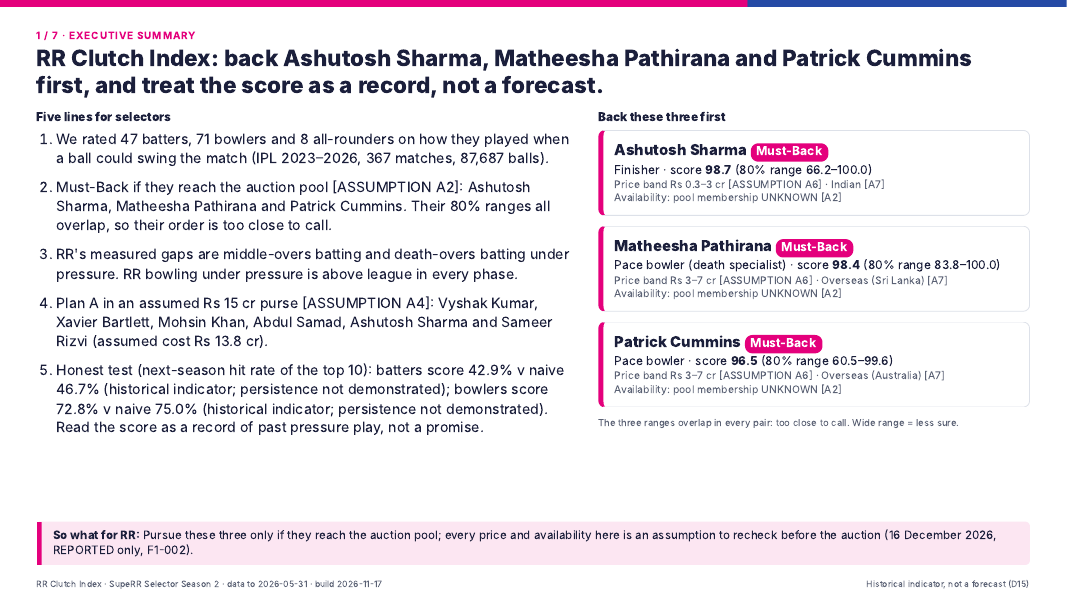 1 / 7 · EXECUTIVE SUMMARY
RR Clutch Index: back Ashutosh Sharma, Matheesha Pathirana and Patrick Cummins
first, and treat the score as a record, not a forecast.
Five lines for selectors
1. We rated 47 batters, 71 bowlers and 8 all-rounders on how they played when
a ball could swing the match (IPL 2023–2026, 367 matches, 87,687 balls).
2. Must-Back if they reach the auction pool [ASSUMPTION A2]: Ashutosh
Sharma, Matheesha Pathirana and Patrick Cummins. Their 80% ranges all
overlap, so their order is too close to call.
3. RR's measured gaps are middle-overs batting and death-overs batting under
pressure. RR bowling under pressure is above league in every phase.
4. Plan A in an assumed Rs 15 cr purse [ASSUMPTION A4]: Vyshak Kumar,
Xavier Bartlett, Mohsin Khan, Abdul Samad, Ashutosh Sharma and Sameer
Rizvi (assumed cost Rs 13.8 cr).
5. Honest test (next-season hit rate of the top 10): batters score 42.9% v naive
46.7% (historical indicator; persistence not demonstrated); bowlers score
72.8% v naive 75.0% (historical indicator; persistence not demonstrated).
Read the score as a record of past pressure play, not a promise.
Back these three first
Ashutosh Sharma Must-Back
Finisher · score 98.7 (80% range 66.2–100.0)
Price band Rs 0.3–3 cr [ASSUMPTION A6] · Indian [A7]
Availability: pool membership UNKNOWN [A2]
Matheesha Pathirana Must-Back
Pace bowler (death specialist) · score 98.4 (80% range 83.8–100.0)
Price band Rs 3–7 cr [ASSUMPTION A6] · Overseas (Sri Lanka) [A7]
Availability: pool membership UNKNOWN [A2]
Patrick Cummins Must-Back
Pace bowler · score 96.5 (80% range 60.5–99.6)
Price band Rs 3–7 cr [ASSUMPTION A6] · Overseas (Australia) [A7]
Availability: pool membership UNKNOWN [A2]
The three ranges overlap in every pair: too close to call. Wide range = less sure.
So what for RR: Pursue these three only if they reach the auction pool; every price and availability here is an assumption to recheck before the auction (16 December 2026,
REPORTED only, F1-002).
RR Clutch Index · SupeRR Selector Season 2 · data to 2026-05-31 · build 2026-11-17
Historical indicator, not a forecast (D15)